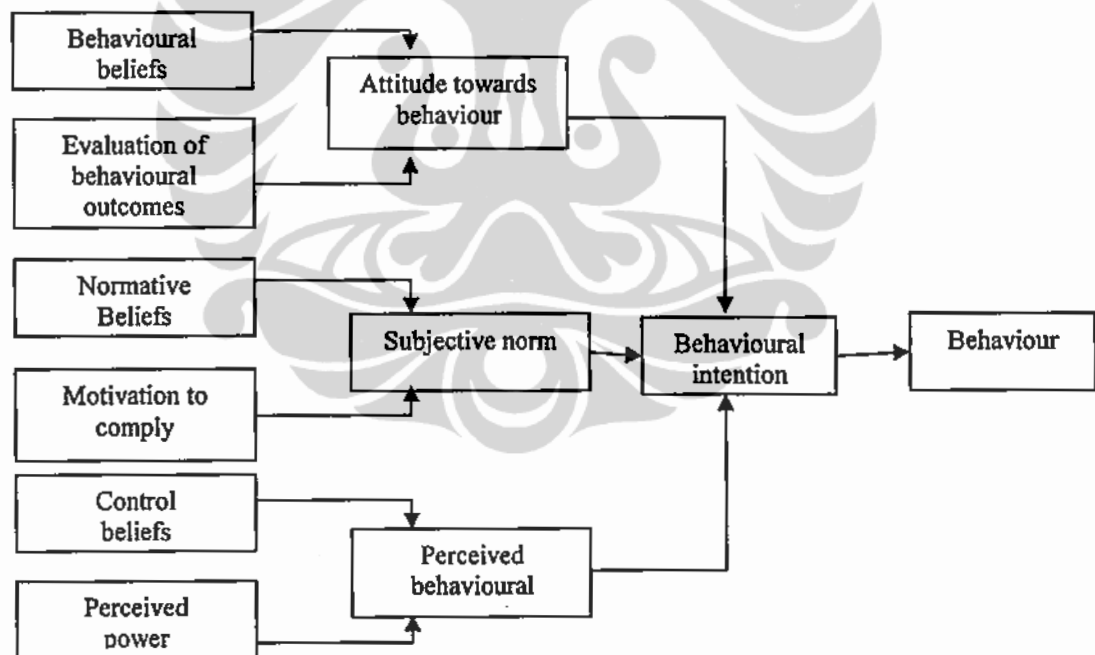 Behavioural
beliefs
Evaluation of
behavioural
outcomes
Attitude towards
behaviour
Normative
Beliefs
Motivation to
comply
Subjective norm
Control
beliefs
Perceived
power
Perceived
behavioural
Behavioural
intention
Behaviour